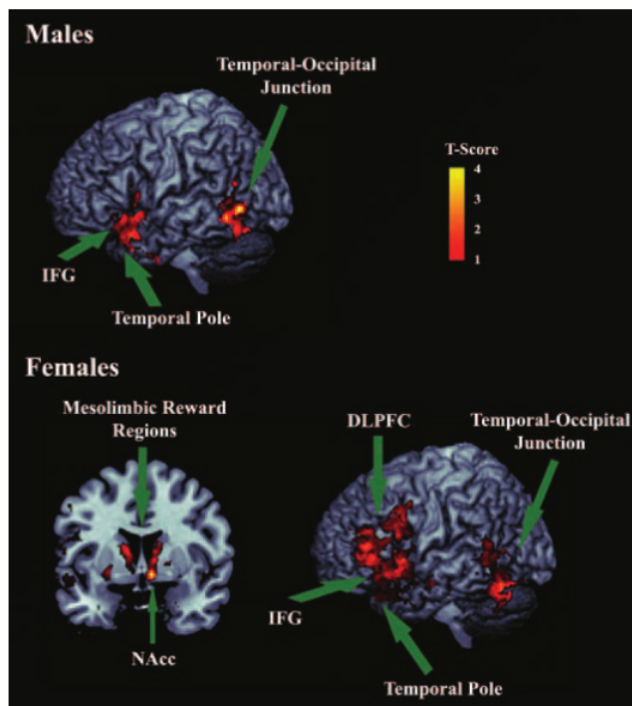 Males
Temporal-Occipital
Junction
T-Score
4
3
2
1
IFG
Temporal Pole
Females
Mesolimbic Reward
Regions
DLPFC
Temporal-Occipital
Junction
IFG
NAcc
Temporal Pole